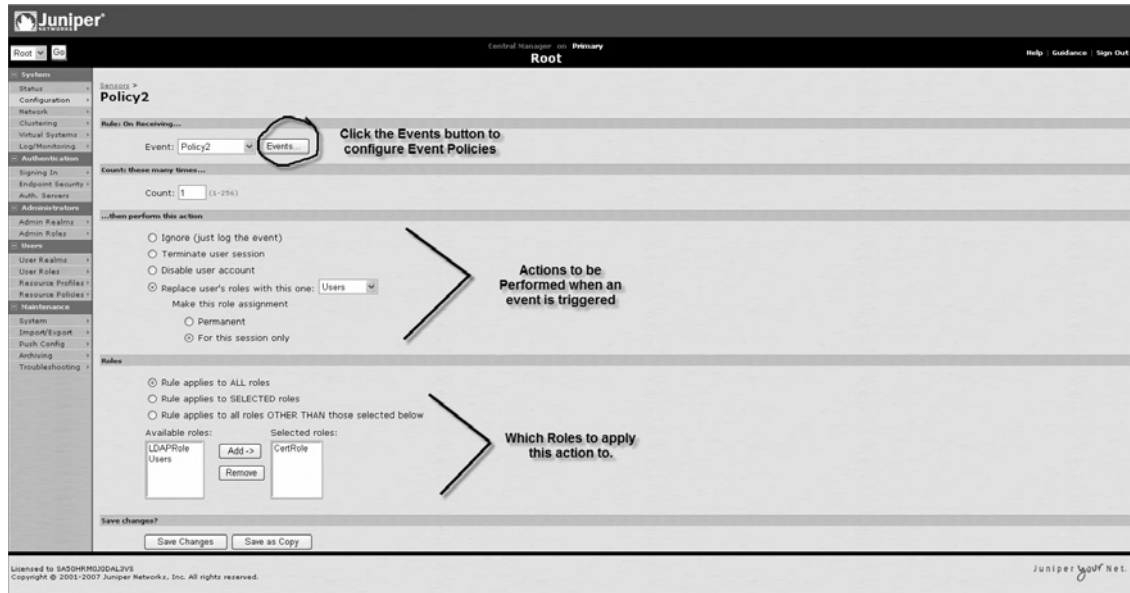 Juniper
NETWORKS
Root Go
Central Manager on Primary
Root
Help | Guidance | Sign Out
System
Status
Configuration
Network
Clustering
Virtual Systems
Log/Monitoring
Authentication
Signing In
Endpoint Security
Auth. Servers
Administrators
Admin Realms
Admin Roles
Users
User Realms
User Roles
Resource Profiles
Resource Policies
Maintenance
System
Import/Export
Push Config
Archiving
Troubleshooting
Sensors >
Policy2
Rule: On Receiving...
Event: Policy2 Events...
Click the Events button to
configure Event Policies
Count: these many times...
Count: 1 (1-256)
...then perform this action
Ignore (just log the event)
Terminate user session
Disable user account
Replace user's roles with this one: Users
Make this role assignment
Permanent
For this session only
Actions to be
Performed when an
event is triggered
Roles
Rule applies to ALL roles
Rule applies to SELECTED roles
Rule applies to all roles OTHER THAN those selected below
Available roles: Selected roles:
LDAPRole Add -> CertRole
Users
Remove
Which Roles to apply
this action to.
Save changes?
Save Changes Save as Copy
Licensed to SA50HRM0J0DAL3VS
Copyright © 2001-2007 Juniper Networks, Inc. All rights reserved.
Juniper your Net.